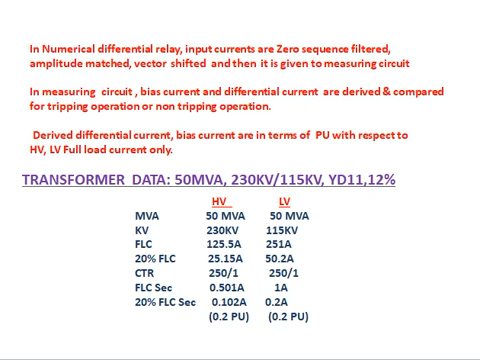 In Numerical differential relay, input currents are Zero sequence filtered,
amplitude matched, vector shifted and then it is given to measuring circuit
In measuring circuit , bias current and differential current are derived & compared
for tripping operation or non tripping operation.
Derived differential current, bias current are in terms of PU with respect to
HV, LV Full load current only.
TRANSFORMER DATA: 50MVA, 230KV/115KV, YD11,12%
HV LV
MVA 50 MVA 50 MVA
KV 230KV 115KV
FLC 125.5A 251A
20% FLC 25.15A 50.2A
CTR 250/1 250/1
FLC Sec 0.501A 1A
20% FLC Sec 0.102A 0.2A
(0.2 PU) (0.2 PU)